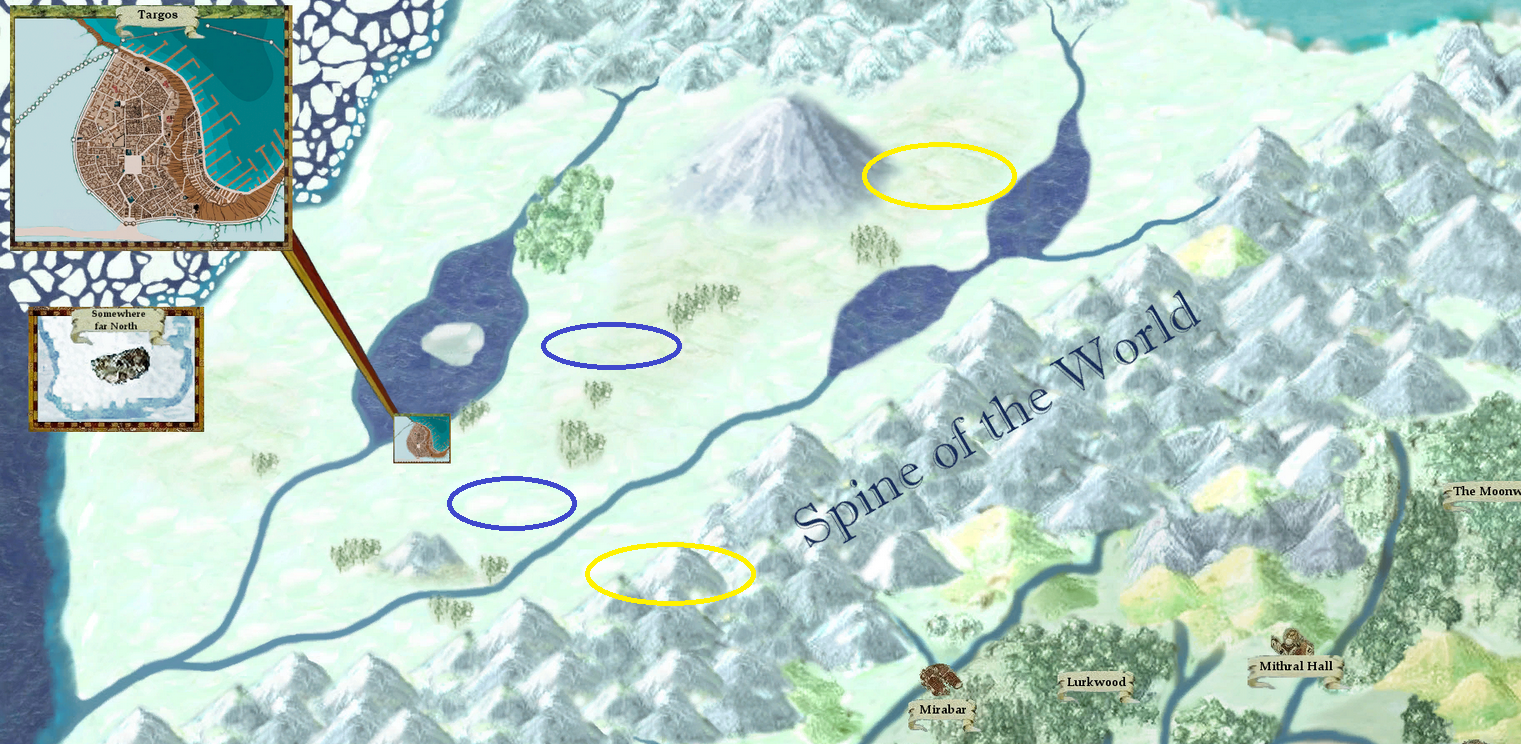 Targos
Somewhere
far North
Spine of the World
The Moonw
Mithral Hall
Lurkwood
Mirabar